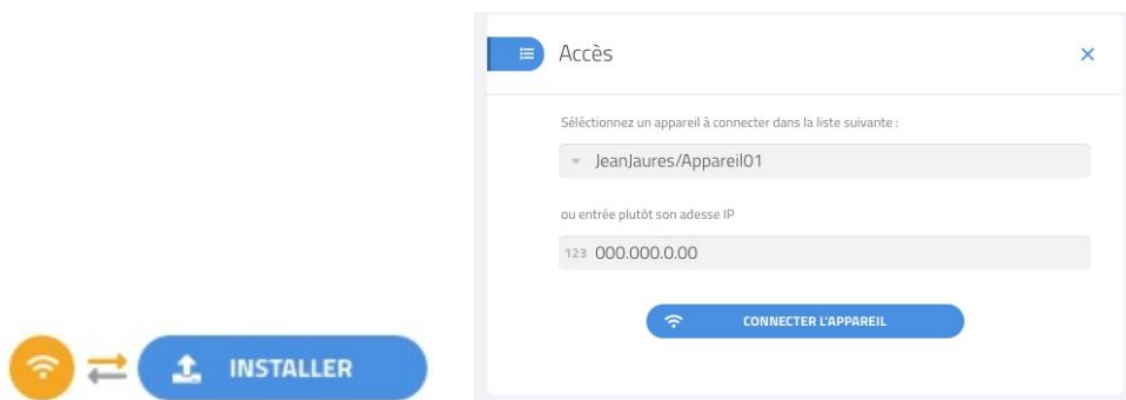 Accès
Séléctionnez un appareil à connecter dans la liste suivante :
JeanJaures/Appareil01
ou entrée plutôt son adesse IP
123 000.000.0.00
CONNECTER L'APPAREIL
INSTALLER